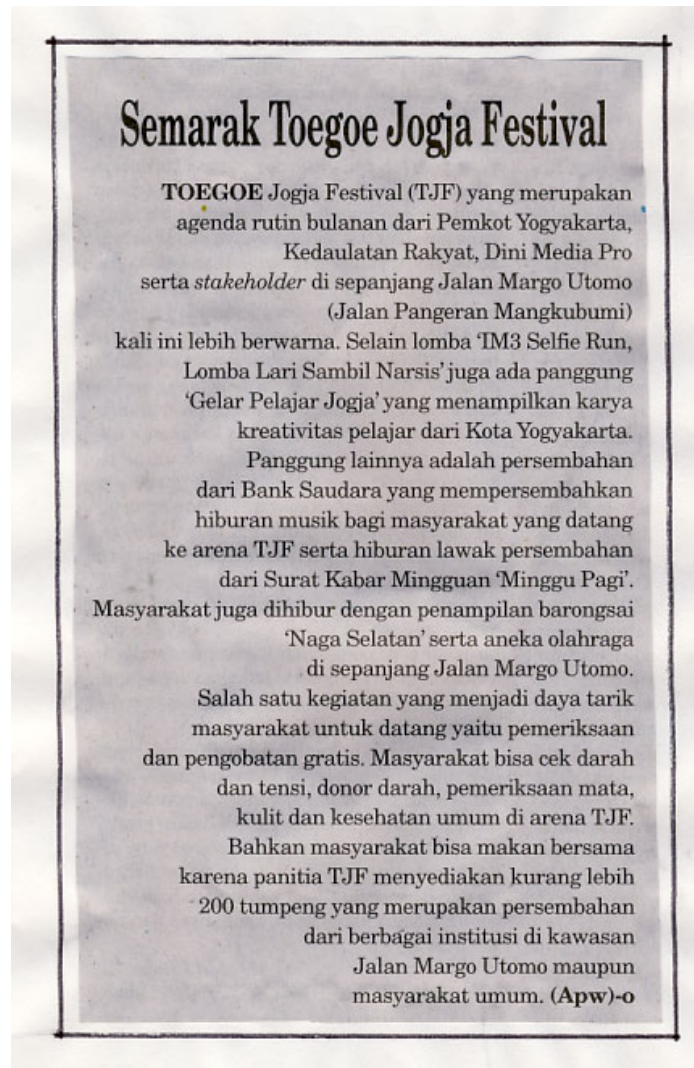 Semarak Toegoe Jogja Festival
TOEGOE Jogja Festival (TJF) yang merupakan
agenda rutin bulanan dari Pemkot Yogyakarta,
Kedaulatan Rakyat, Dini Media Pro
serta stakeholder di sepanjang Jalan Margo Utomo
(Jalan Pangeran Mangkubumi)
kali ini lebih berwarna. Selain lomba ‘IM3 Selfie Run,
Lomba Lari Sambil Narsis’ juga ada panggung
‘Gelar Pelajar Jogja’ yang menampilkan karya
kreativitas pelajar dari Kota Yogyakarta.
Panggung lainnya adalah persembahan
dari Bank Saudara yang mempersembahkan
hiburan musik bagi masyarakat yang datang
ke arena TJF serta hiburan lawak persembahan
dari Surat Kabar Mingguan ‘Minggu Pagi’.
Masyarakat juga dihibur dengan penampilan barongsai
‘Naga Selatan’ serta aneka olahraga
di sepanjang Jalan Margo Utomo.
Salah satu kegiatan yang menjadi daya tarik
masyarakat untuk datang yaitu pemeriksaan
dan pengobatan gratis. Masyarakat bisa cek darah
dan tensi, donor darah, pemeriksaan mata,
kulit dan kesehatan umum di arena TJF.
Bahkan masyarakat bisa makan bersama
karena panitia TJF menyediakan kurang lebih
200 tumpeng yang merupakan persembahan
dari berbagai institusi di kawasan
Jalan Margo Utomo maupun
masyarakat umum. (Apw)-o